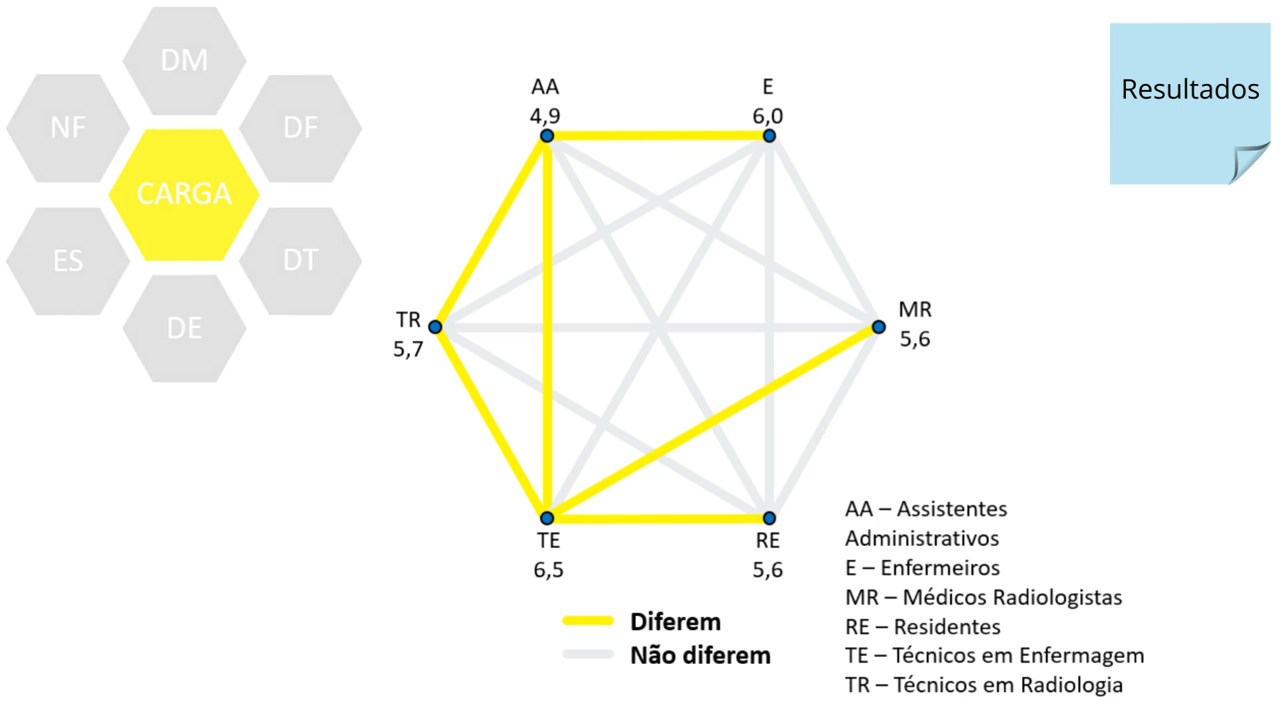 DM
NF
DF
CARGA
ES
DT
DE
AA
4,9
E
6,0
TR
5,7
MR
5,6
TE
6,5
RE
5,6
Diferem
Não diferem
Resultados
AA – Assistentes
Administrativos
E – Enfermeiros
MR – Médicos Radiologistas
RE – Residentes
TE – Técnicos em Enfermagem
TR – Técnicos em Radiologia